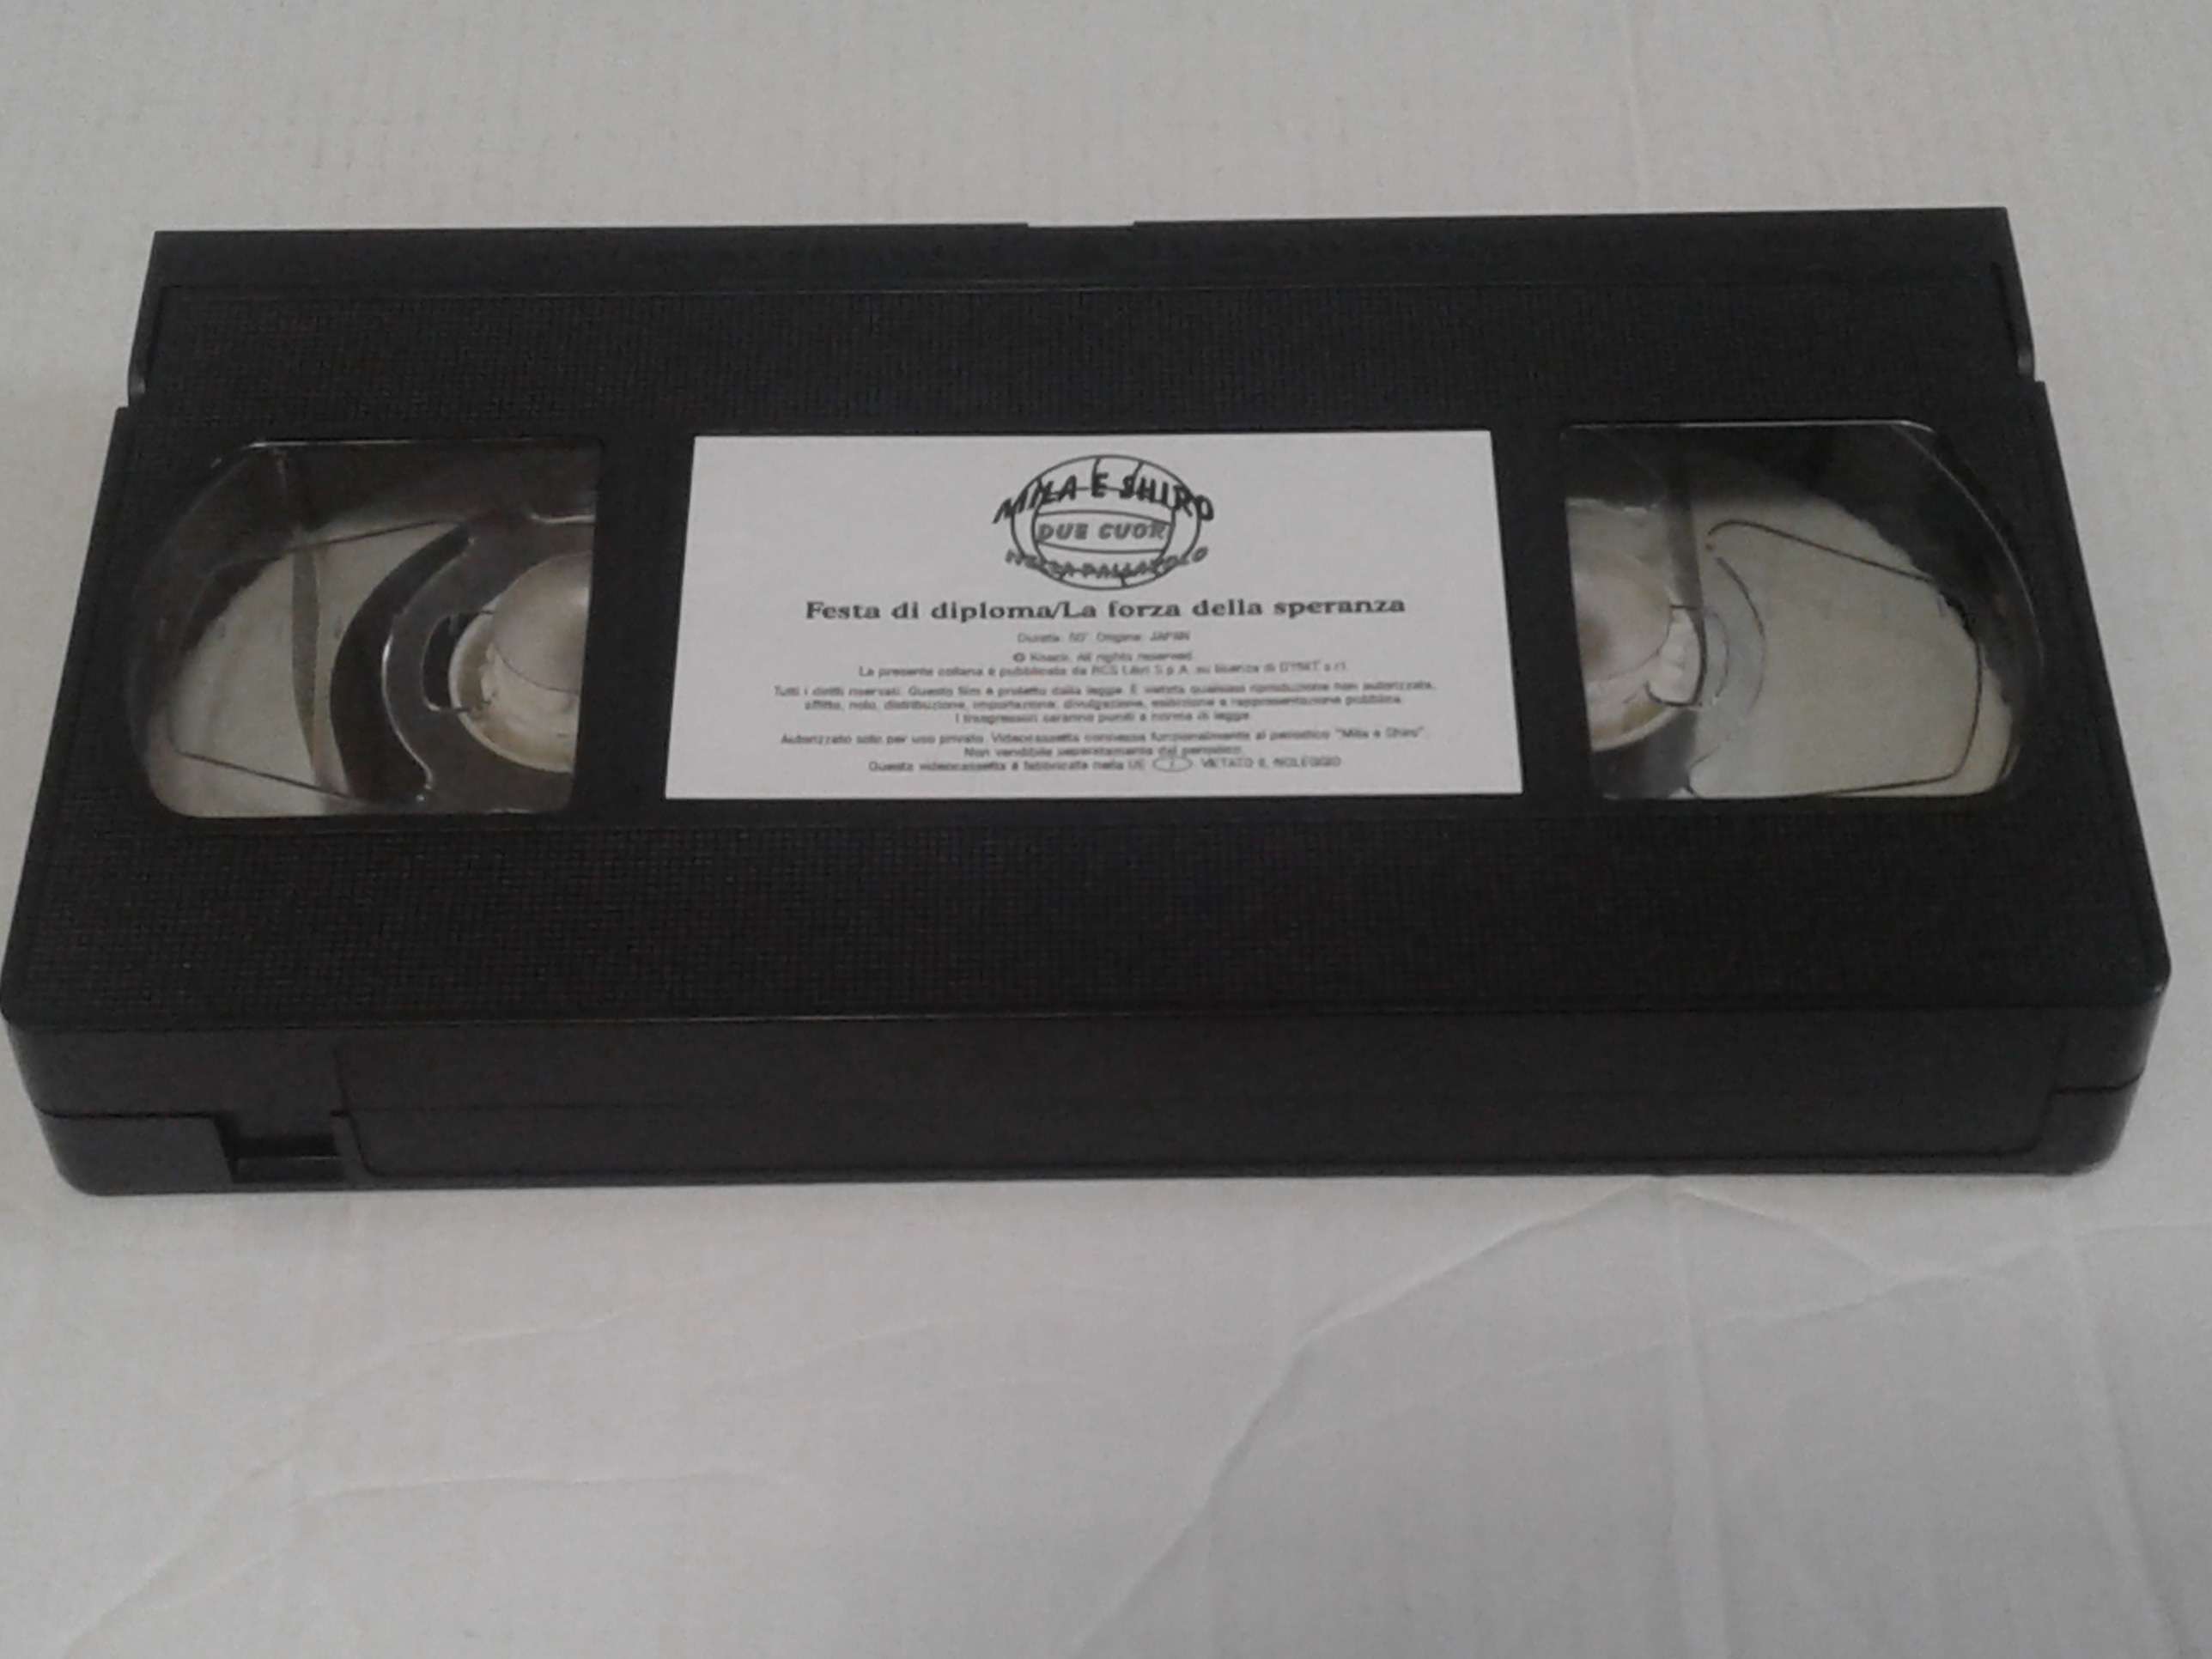 MILA E SHIRO
DUE CUORI
NELLA PALLAVOLO
Festa di diploma/La forza della speranza
Durata: 50' Origine: JAPAN
© Knack. All rights reserved.
La presente collana è pubblicata da RCS Libri S.p.A. su licenza di DYNIT s.r.l.
Tutti i diritti riservati. Questo film è protetto dalla legge. È vietata qualsiasi riproduzione non autorizzata,
affitto, nolo, distribuzione, importazione, divulgazione, esibizione e rappresentazione pubblica.
I trasgressori saranno puniti a norma di legge.
Autorizzato solo per uso privato. Videocassetta connessa funzionalmente al periodico "Mila e Shiro".
Non vendibile separatamente dal periodico.
Questa videocassetta è fabbricata nella UE VIETATO IL NOLEGGIO